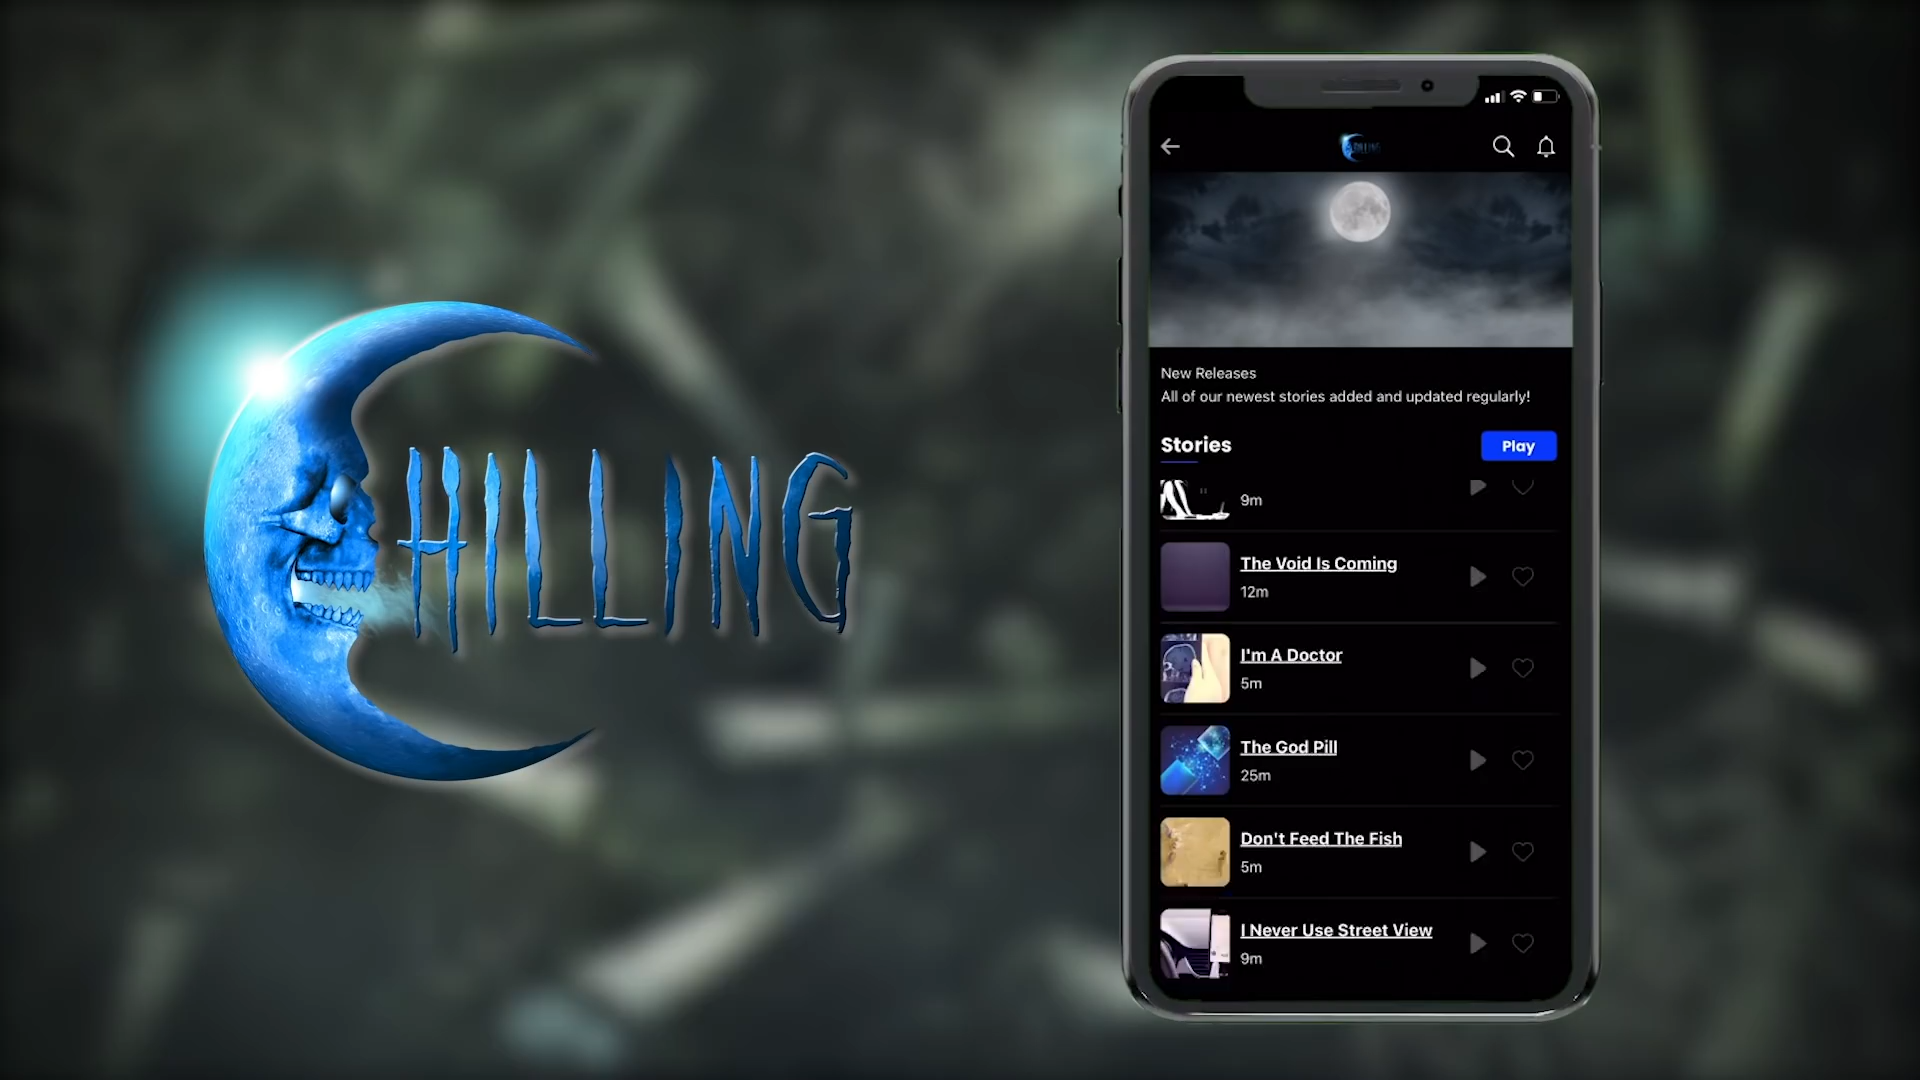 CHILLING
CHILLING
New Releases
All of our newest stories added and updated regularly!
Stories
Play
9m
The Void Is Coming
12m
I'm A Doctor
5m
The God Pill
25m
Don't Feed The Fish
5m
I Never Use Street View
9m